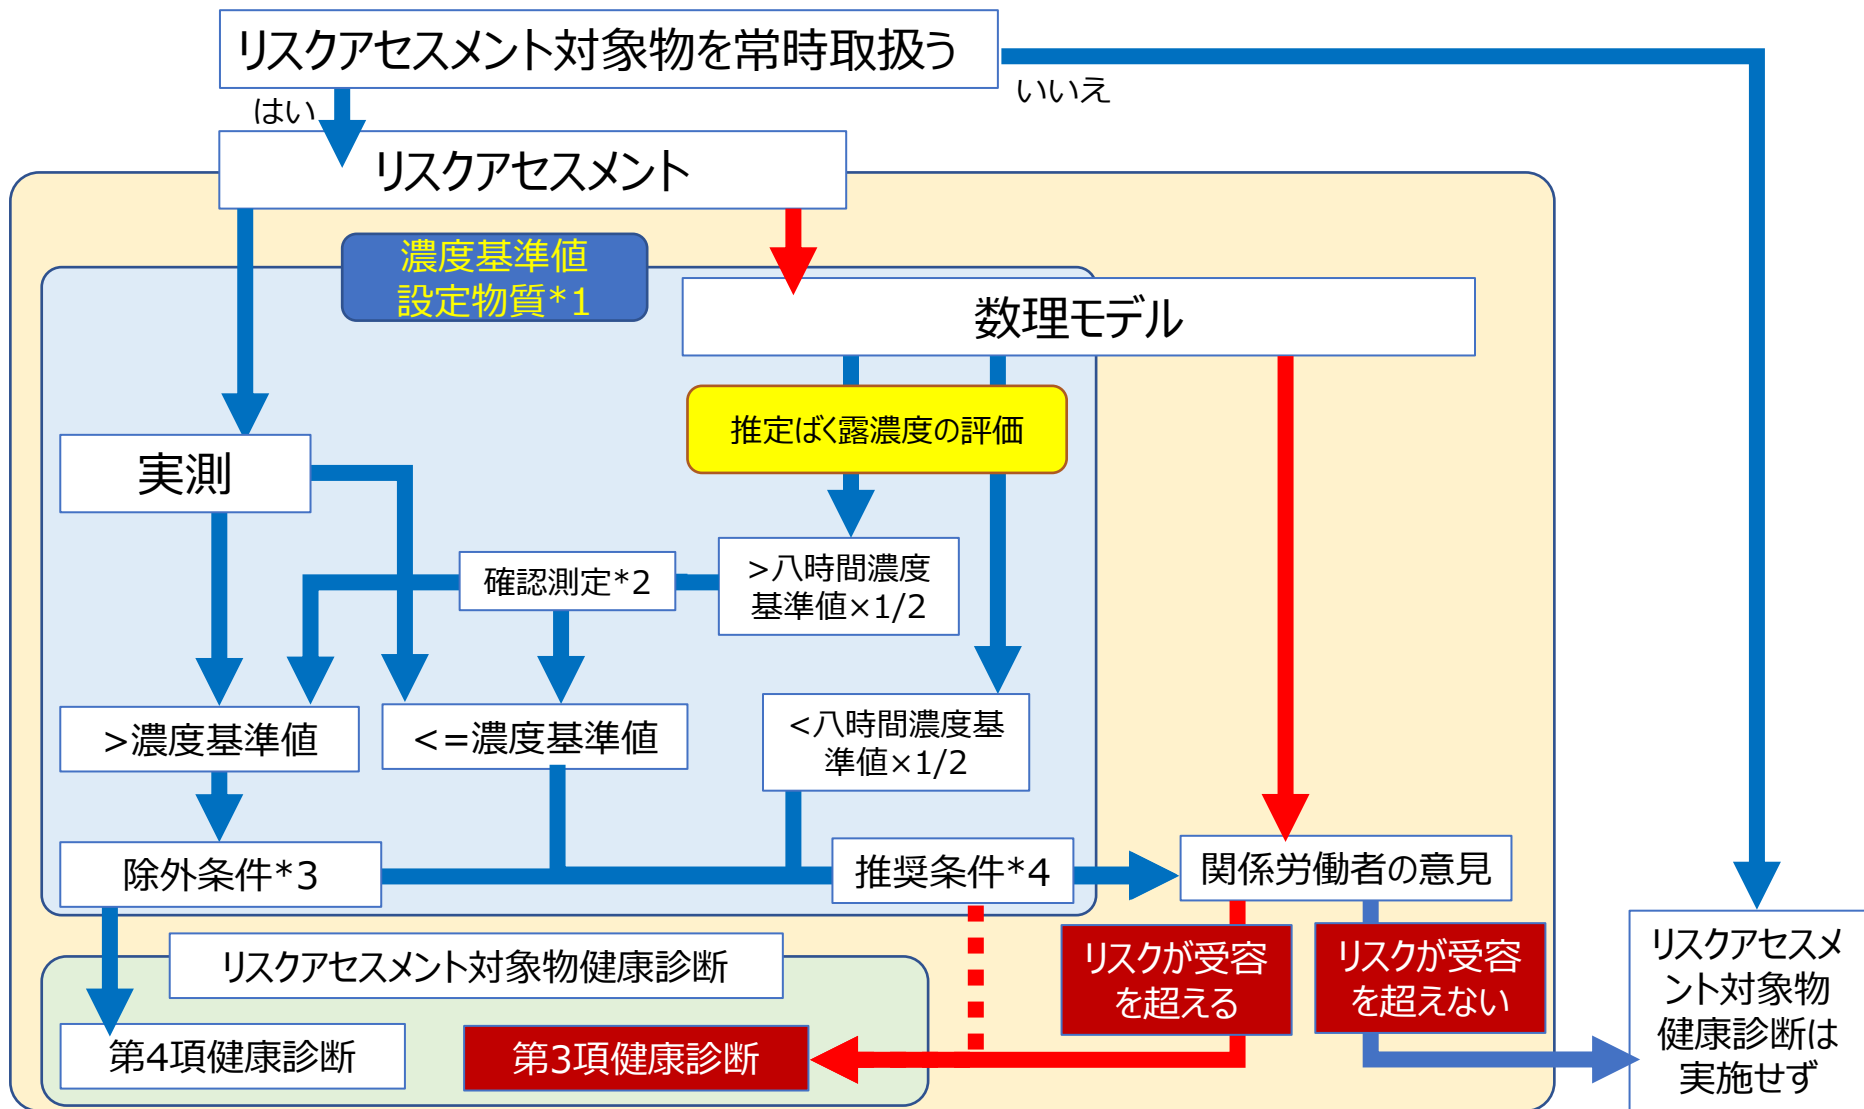 リスクアセスメント対象物を常時取扱う
はい
いいえ
リスクアセスメント
濃度基準値
設定物質*1
数理モデル
推定ばく露濃度の評価
実測
確認測定*2
>八時間濃度
基準値×1/2
>濃度基準値
<=濃度基準値
<八時間濃度基
準値×1/2
除外条件*3
推奨条件*4
関係労働者の意見
リスクが受容
を超える
リスクが受容
を超えない
リスクアセスメ
ント対象物
健康診断は
実施せず
リスクアセスメント対象物健康診断
第4項健康診断
第3項健康診断